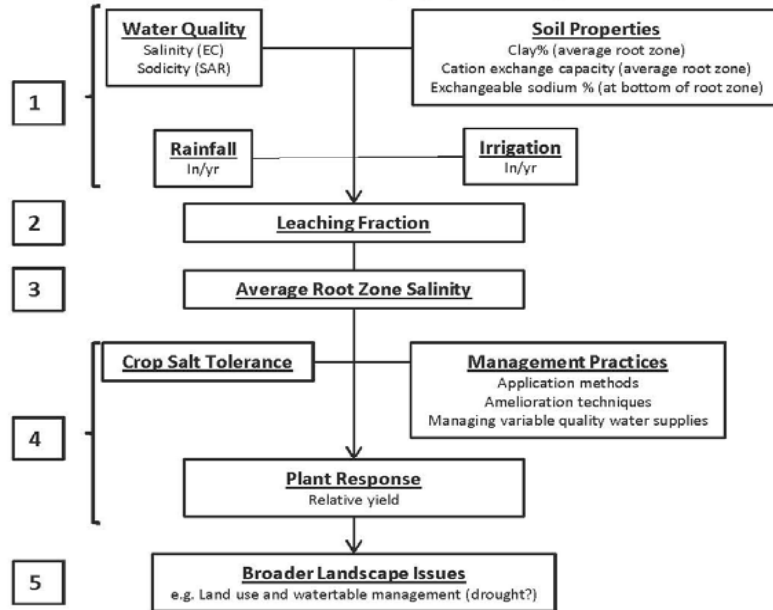 Water Quality
Salinity (EC)
Sodicity (SAR)
Soil Properties
Clay% (average root zone)
Cation exchange capacity (average root zone)
Exchangeable sodium % (at bottom of root zone)
1
Rainfall
In/yr
Irrigation
In/yr
2
Leaching Fraction
3
Average Root Zone Salinity
Crop Salt Tolerance
Management Practices
Application methods
Amelioration techniques
Managing variable quality water supplies
4
Plant Response
Relative yield
5
Broader Landscape Issues
e.g. Land use and watertable management (drought?)